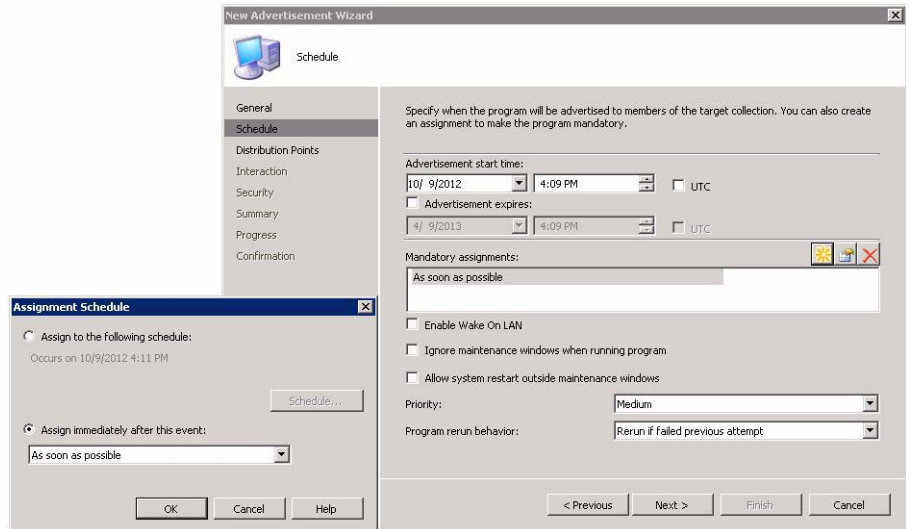 New Advertisement Wizard
Schedule
General
Schedule
Distribution Points
Interaction
Security
Summary
Progress
Confirmation
Specify when the program will be advertised to members of the target collection. You can also create
an assignment to make the program mandatory.
Advertisement start time:
10/ 9/2012 4:09 PM UTC
Advertisement expires:
4/ 9/2013 4:09 PM UTC
Mandatory assignments:
As soon as possible
Enable Wake On LAN
Ignore maintenance windows when running program
Allow system restart outside maintenance windows
Priority: Medium
Program rerun behavior: Rerun if failed previous attempt
< Previous Next > Finish Cancel
Assignment Schedule
Assign to the following schedule:
Occurs on 10/9/2012 4:11 PM
Schedule...
Assign immediately after this event:
As soon as possible
OK Cancel Help